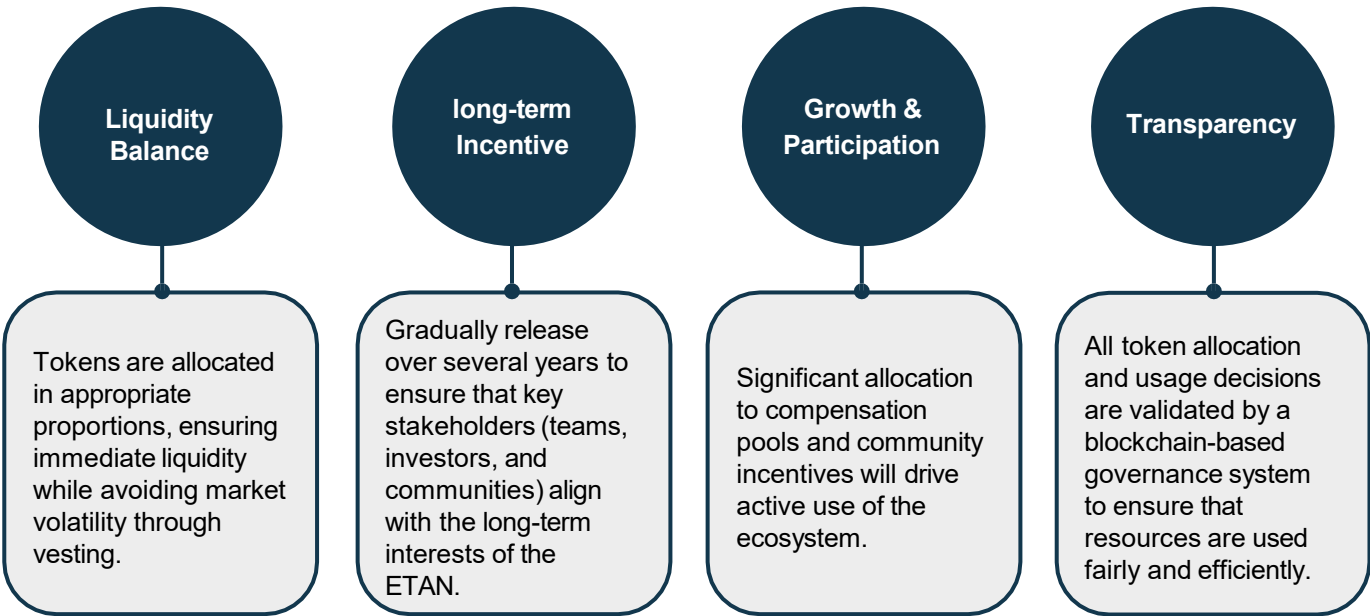 Liquidity
Balance
Tokens are allocated
in appropriate
proportions, ensuring
immediate liquidity
while avoiding market
volatility through
vesting.
long-term
Incentive
Gradually release
over several years to
ensure that key
stakeholders (teams,
investors, and
communities) align
with the long-term
interests of the
ETAN.
Growth &
Participation
Significant allocation
to compensation
pools and community
incentives will drive
active use of the
ecosystem.
Transparency
All token allocation
and usage decisions
are validated by a
blockchain-based
governance system
to ensure that
resources are used
fairly and efficiently.